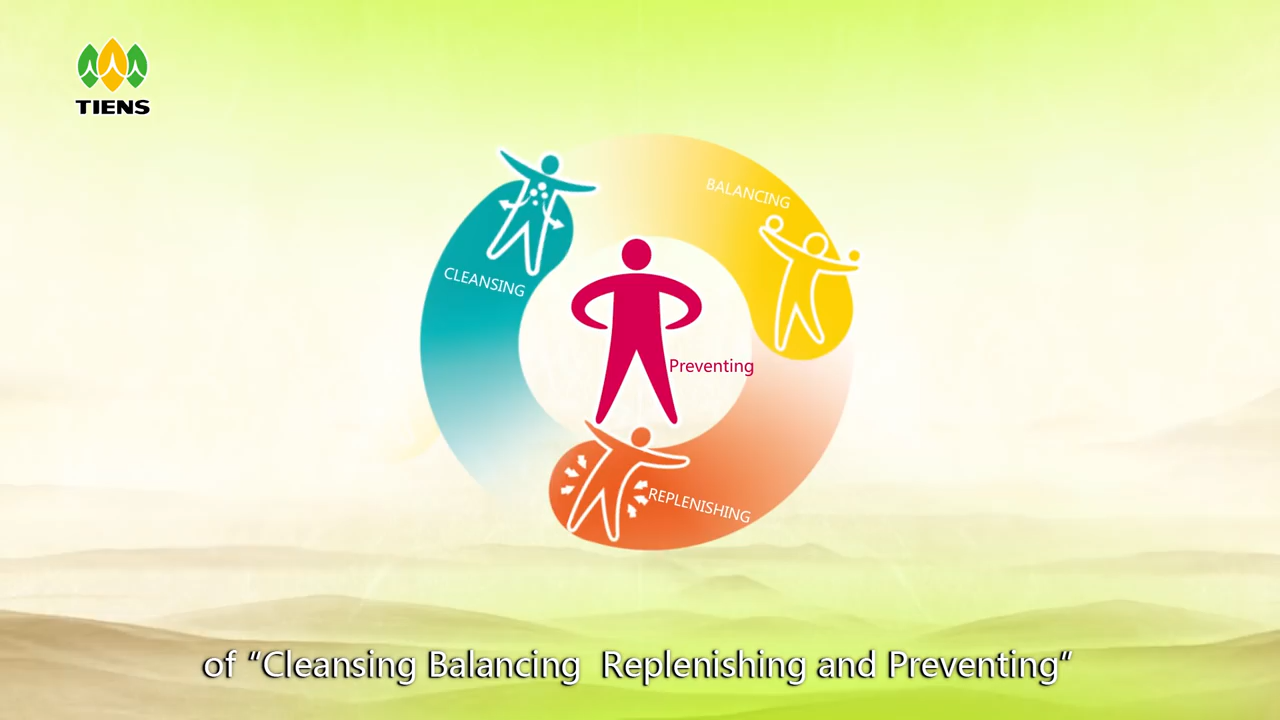 TIENS
BALANCING
CLEANSING
Preventing
REPLENISHING
of “Cleansing Balancing  Replenishing and Preventing“